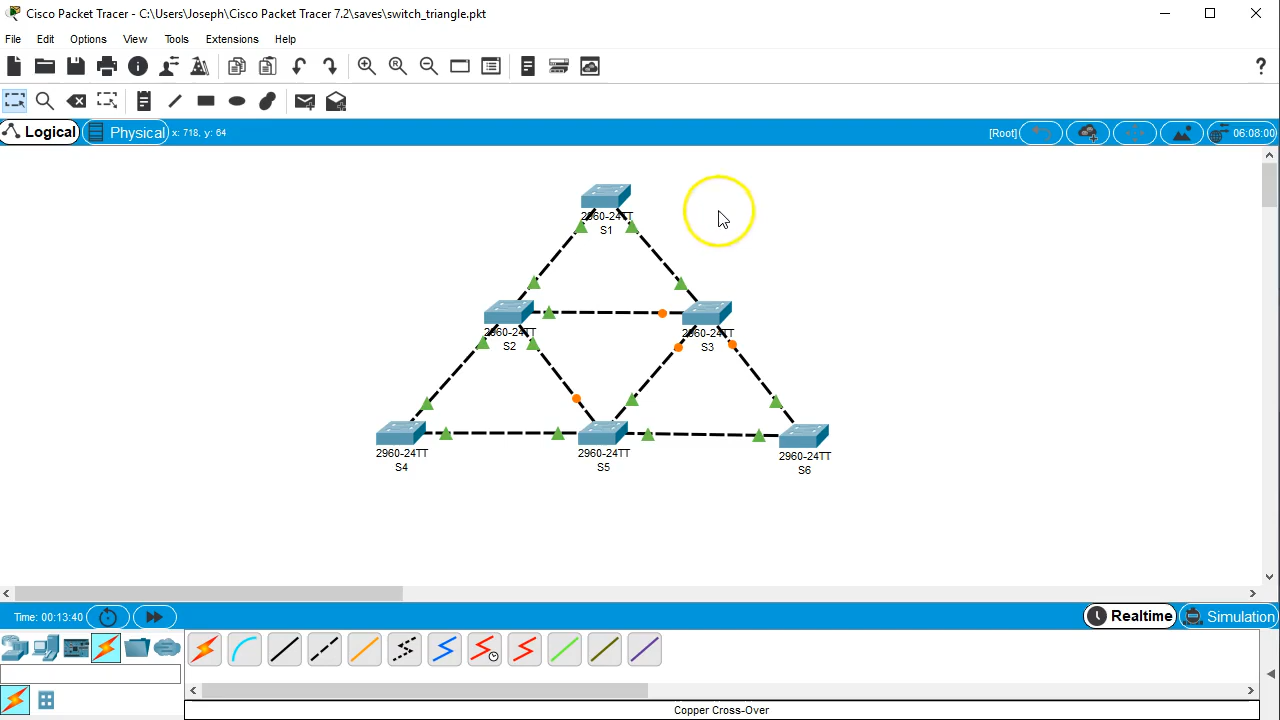 Cisco Packet Tracer - C:\Users\Joseph\Cisco Packet Tracer 7.2\saves\switch_triangle.pkt
File Edit Options View Tools Extensions Help
Logical Physical x: 718, y: 64 [Root] 06:08:00
2960-24TT
S1
2960-24TT
S2
2960-24TT
S3
2960-24TT
S4
2960-24TT
S5
2960-24TT
S6
Time: 00:13:40 Realtime Simulation
Copper Cross-Over